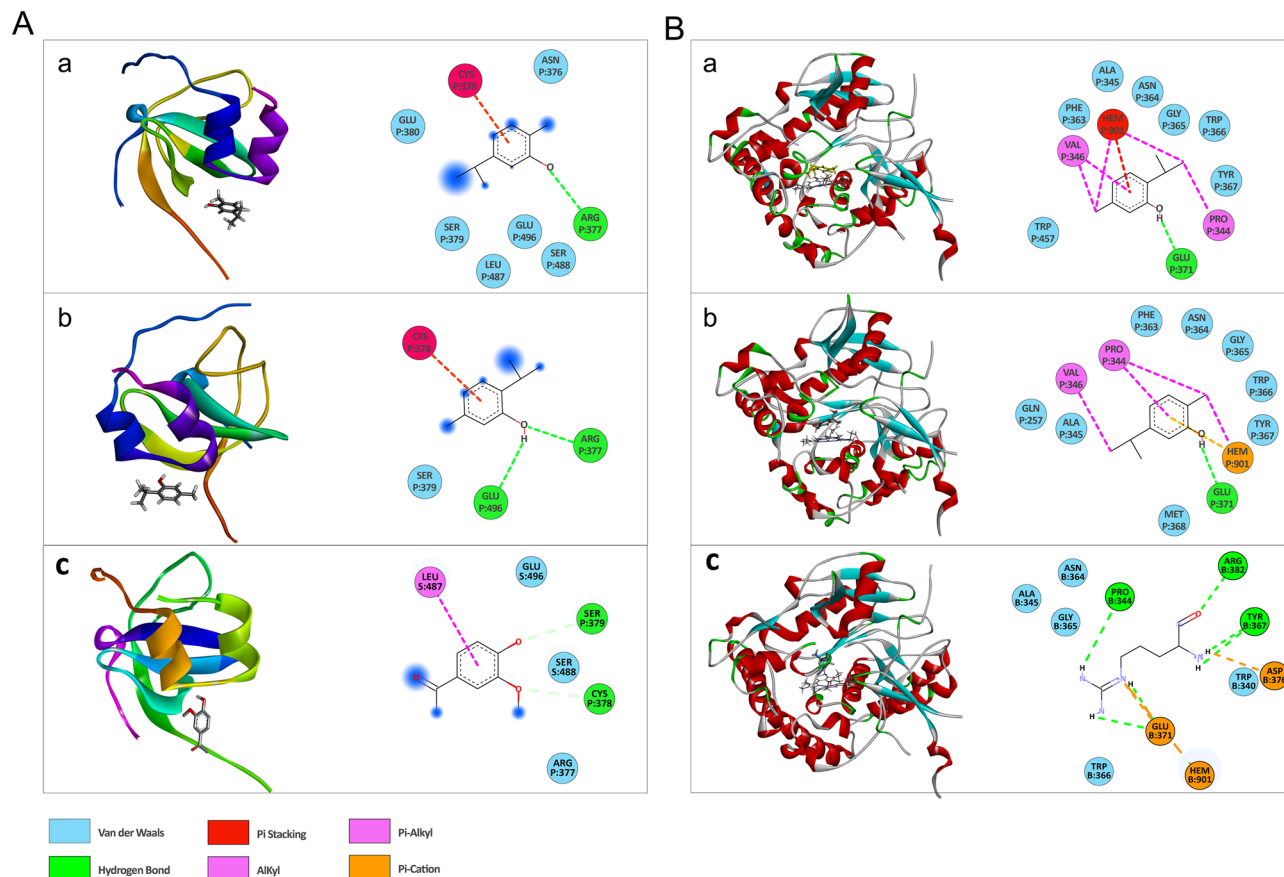 A
B
a
CYS
P:378
ASN
P:376
GLU
P:380
O
ARG
P:377
SER
P:379
GLU
P:496
SER
P:488
LEU
P:487
b
CYS
P:378
O
H
ARG
P:377
SER
P:379
GLU
P:496
c
LEU
S:487
GLU
S:496
SER
P:379
O
O
SER
S:488
O
CYS
P:378
ARG
P:377
a
ALA
P:345
ASN
P:364
PHE
P:363
HEM
P:901
GLY
P:365
TRP
P:366
VAL
P:346
TYR
P:367
O
H
PRO
P:344
TRP
P:457
GLU
P:371
b
PHE
P:363
ASN
P:364
GLY
P:365
PRO
P:344
VAL
P:346
TRP
P:366
GLN
P:257
ALA
P:345
O
H
TYR
P:367
HEM
P:901
GLU
P:371
MET
P:368
c
ASN
B:364
ARG
B:382
ALA
B:345
PRO
B:344
GLY
B:365
O
TYR
B:367
H
H
TRP
B:340
ASP
B:376
H
H
H
GLU
B:371
TRP
B:366
HEM
B:901
Van der Waals
Pi Stacking
Pi-Alkyl
Hydrogen Bond
AlKyl
Pi-Cation